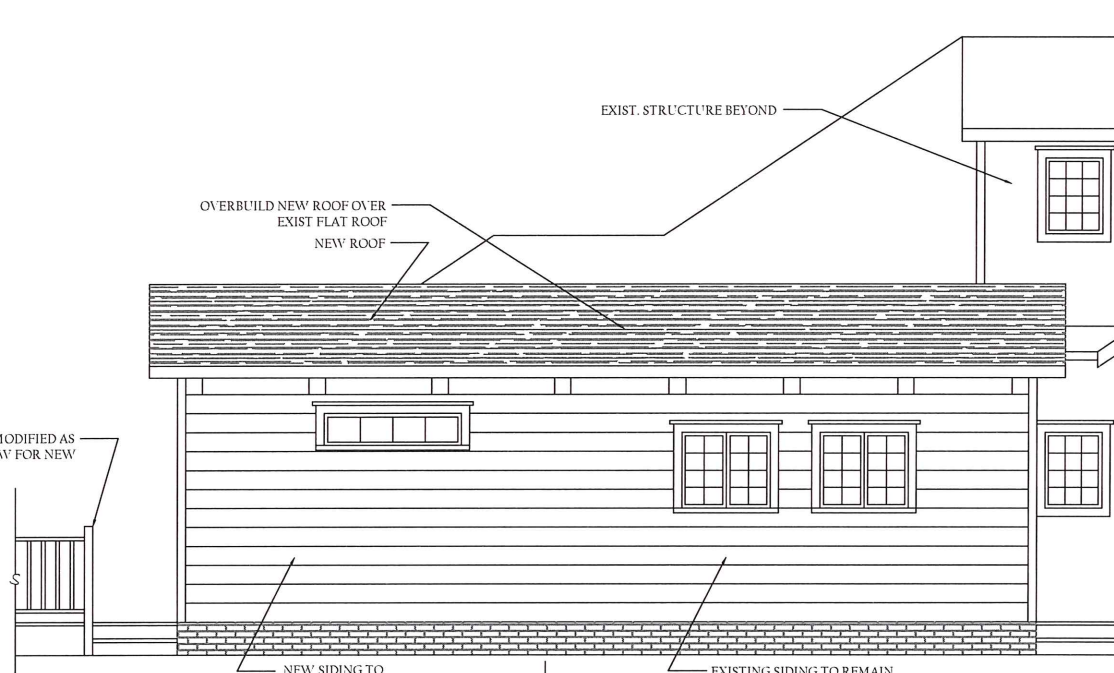 EXIST. STRUCTURE BEYOND
OVERBUILD NEW ROOF OVER
EXIST FLAT ROOF
NEW ROOF
MODIFIED AS
FOR NEW
NEW SIDING TO
EXISTING SIDING TO REMAIN